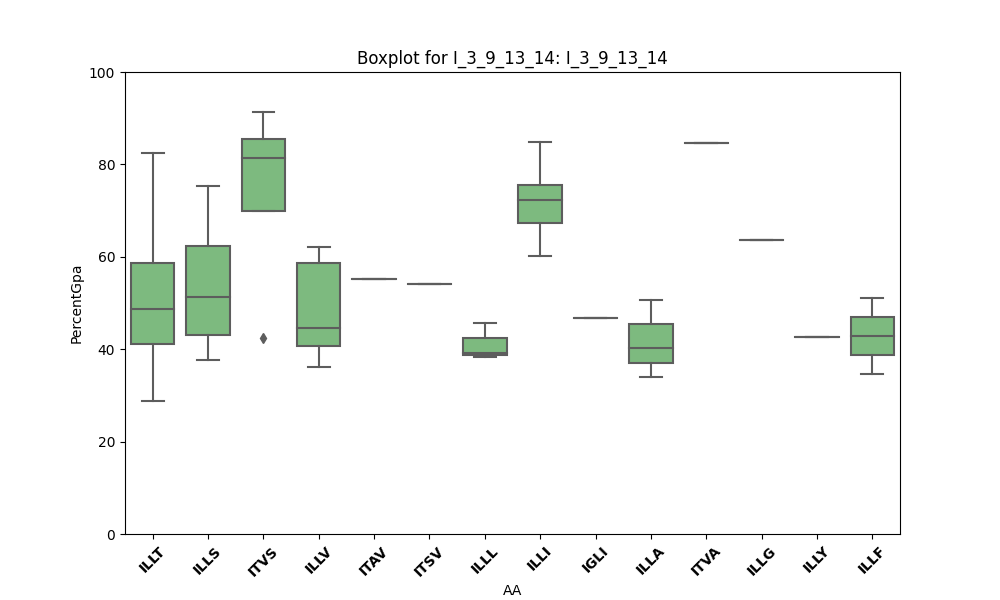 Boxplot for I_3_9_13_14: I_3_9_13_14
100
80
60
40
20
0
PercentGpa
ILLT
ILLS
ITVS
ILLV
ITAV
ITSV
ILLL
ILLI
IGLI
ILLA
ITVA
ILLG
ILLY
ILLF
AA